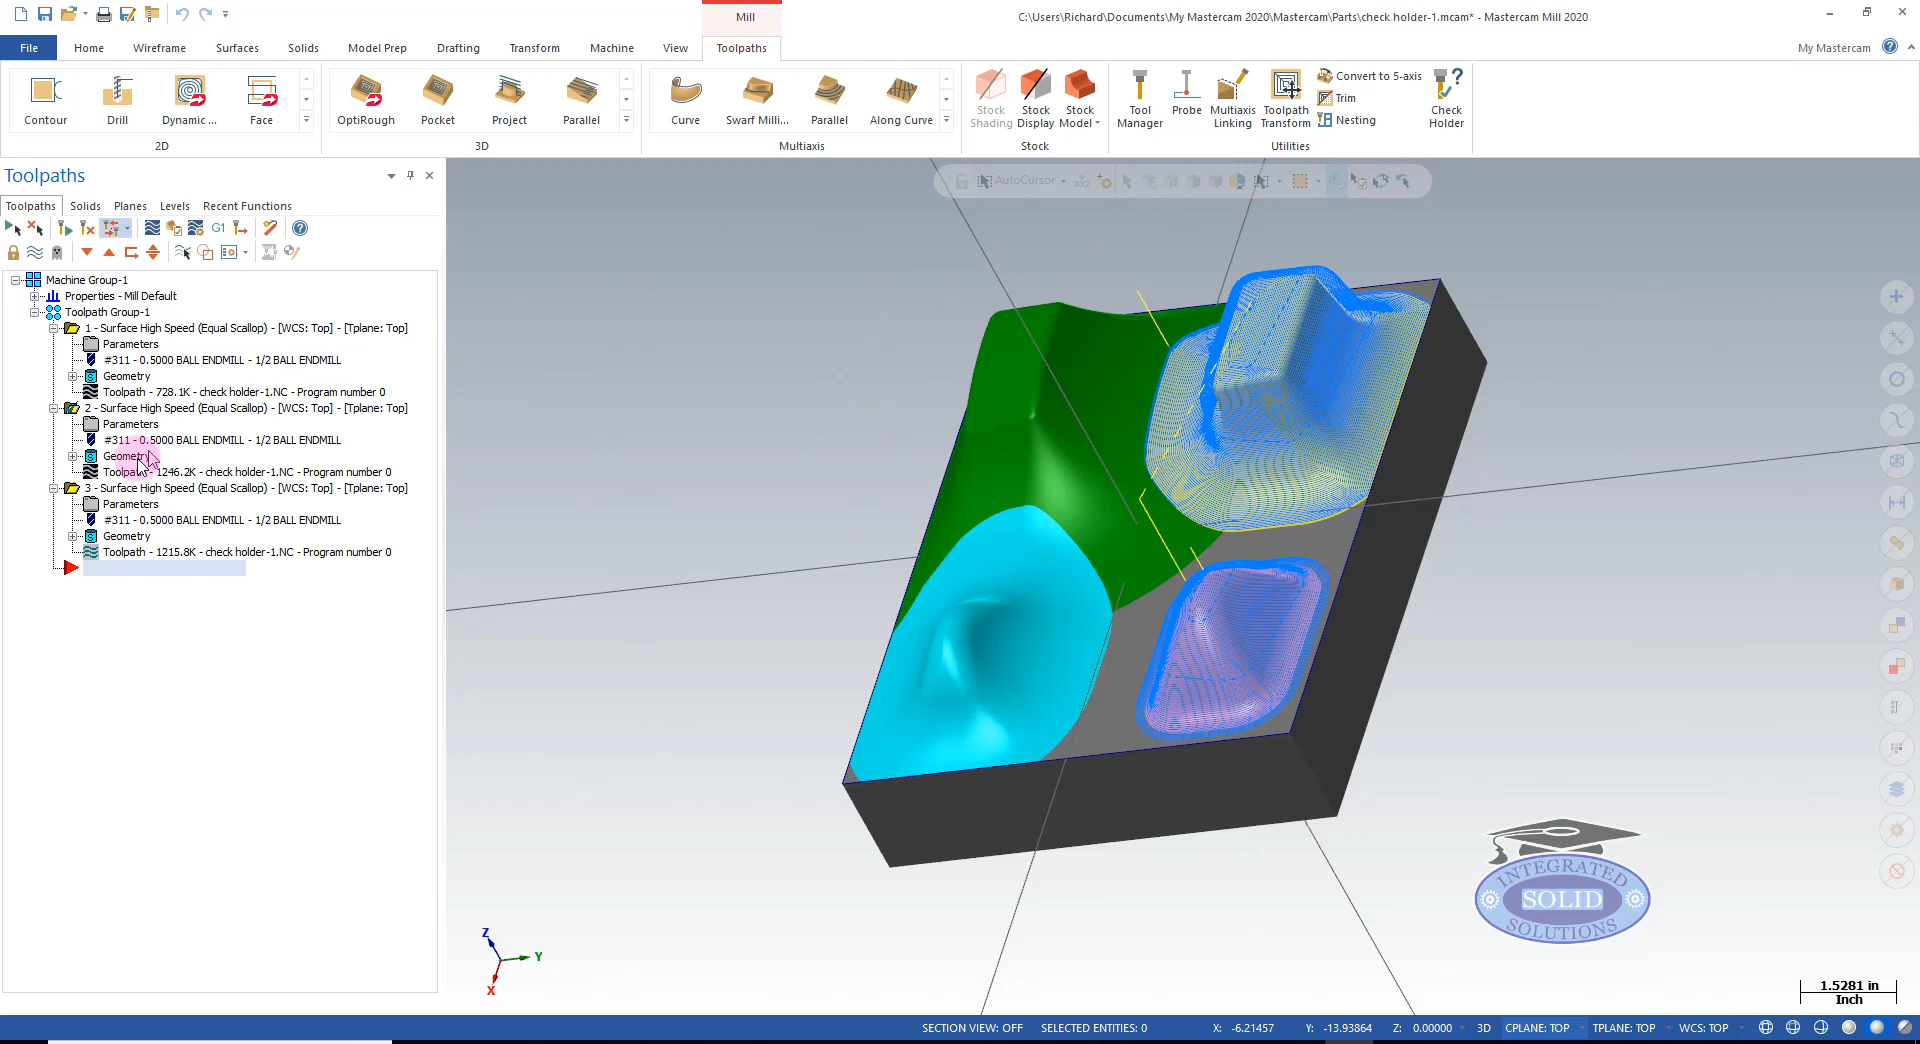 Mill
C:\Users\Richard\Documents\My Mastercam 2020\Mastercam\Parts\check holder-1.mcam* - Mastercam Mill 2020
File
Home
Wireframe
Surfaces
Solids
Model Prep
Drafting
Transform
Machine
View
Toolpaths
My Mastercam
Contour
Drill
Dynamic ...
Face
2D
OptiRough
Pocket
Project
Parallel
3D
Curve
Swarf Milli...
Parallel
Along Curve
Multiaxis
Stock Shading
Stock Display
Stock Model
Stock
Tool Manager
Probe
Multiaxis Linking
Toolpath Transform
Convert to 5-axis
Trim
Nesting
Check Holder
Utilities
Toolpaths
Toolpaths Solids Planes Levels Recent Functions
G1
AutoCursor
Machine Group-1
Properties - Mill Default
Toolpath Group-1
1 - Surface High Speed (Equal Scallop) - [WCS: Top] - [Tplane: Top]
Parameters
#311 - 0.5000 BALL ENDMILL - 1/2 BALL ENDMILL
Geometry
Toolpath - 728.1K - check holder-1.NC - Program number 0
2 - Surface High Speed (Equal Scallop) - [WCS: Top] - [Tplane: Top]
Parameters
#311 - 0.5000 BALL ENDMILL - 1/2 BALL ENDMILL
Geometry
Toolpath - 1246.2K - check holder-1.NC - Program number 0
3 - Surface High Speed (Equal Scallop) - [WCS: Top] - [Tplane: Top]
Parameters
#311 - 0.5000 BALL ENDMILL - 1/2 BALL ENDMILL
Geometry
Toolpath - 1215.8K - check holder-1.NC - Program number 0
INTEGRATED
SOLID
SOLUTIONS
Z
Y
X
1.5281 in
Inch
SECTION VIEW: OFF SELECTED ENTITIES: 0 X: -6.21457 Y: -13.93864 Z: 0.00000 3D CPLANE: TOP TPLANE: TOP WCS: TOP